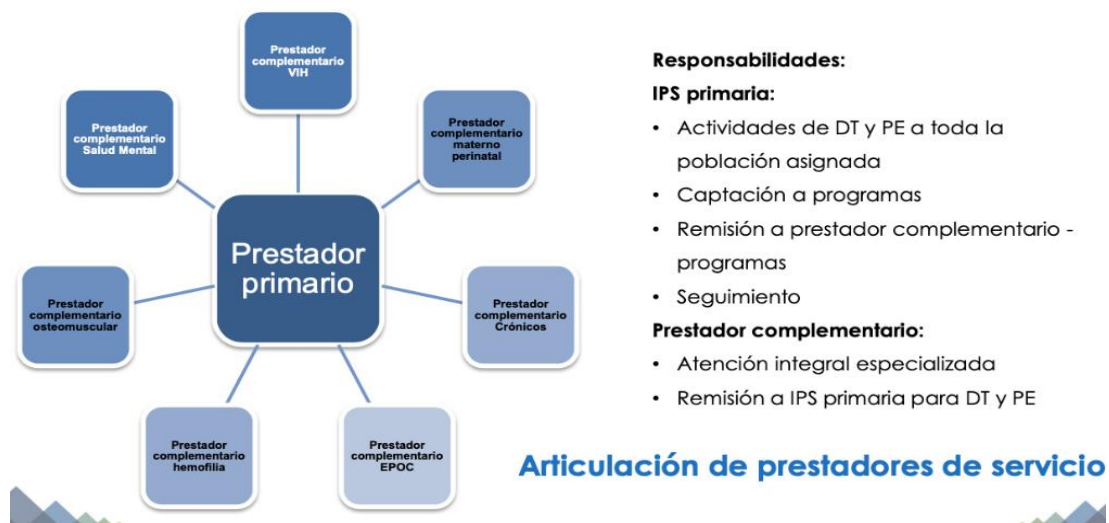 Prestador
complementario
VIH
Prestador
complementario
materno
perinatal
Prestador
complementario
Crónicos
Prestador
complementario
EPOC
Prestador
complementario
hemofilia
Prestador
complementario
osteomuscular
Prestador
complementario
Salud Mental
Prestador
primario
Responsabilidades:
IPS primaria:
• Actividades de DT y PE a toda la
población asignada
• Captación a programas
• Remisión a prestador complementario -
programas
• Seguimiento
Prestador complementario:
• Atención integral especializada
• Remisión a IPS primaria para DT y PE
Articulación de prestadores de servicio